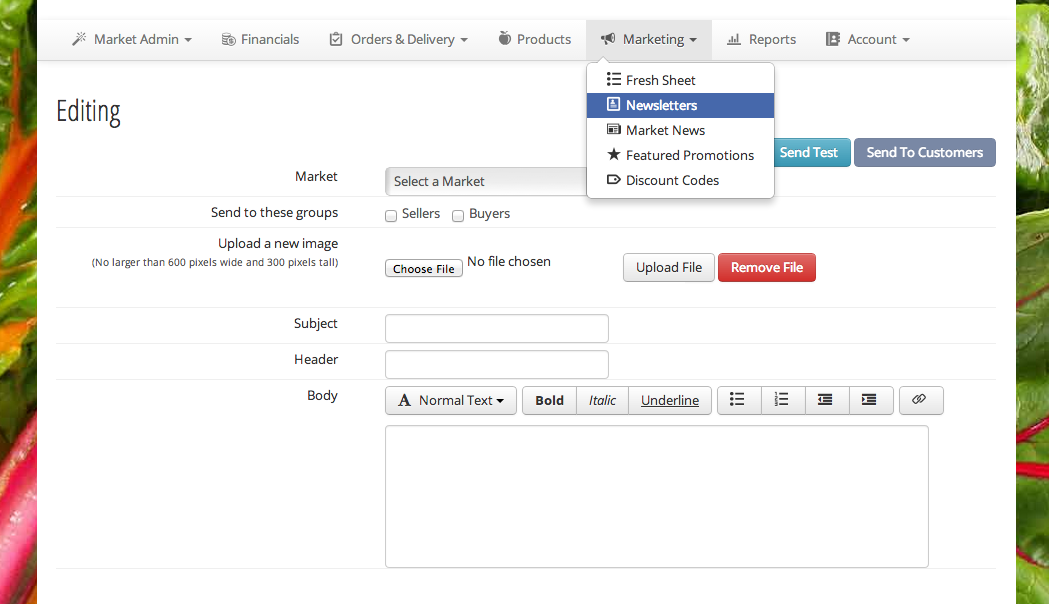 Market Admin Financials Orders & Delivery Products Marketing Reports Account
Fresh Sheet
Newsletters
Market News
Featured Promotions
Discount Codes
Editing
Send Test Send To Customers
Market Select a Market
Send to these groups Sellers Buyers
Upload a new image
(No larger than 600 pixels wide and 300 pixels tall)
Choose File No file chosen Upload File Remove File
Subject
Header
Body A Normal Text Bold Italic Underline